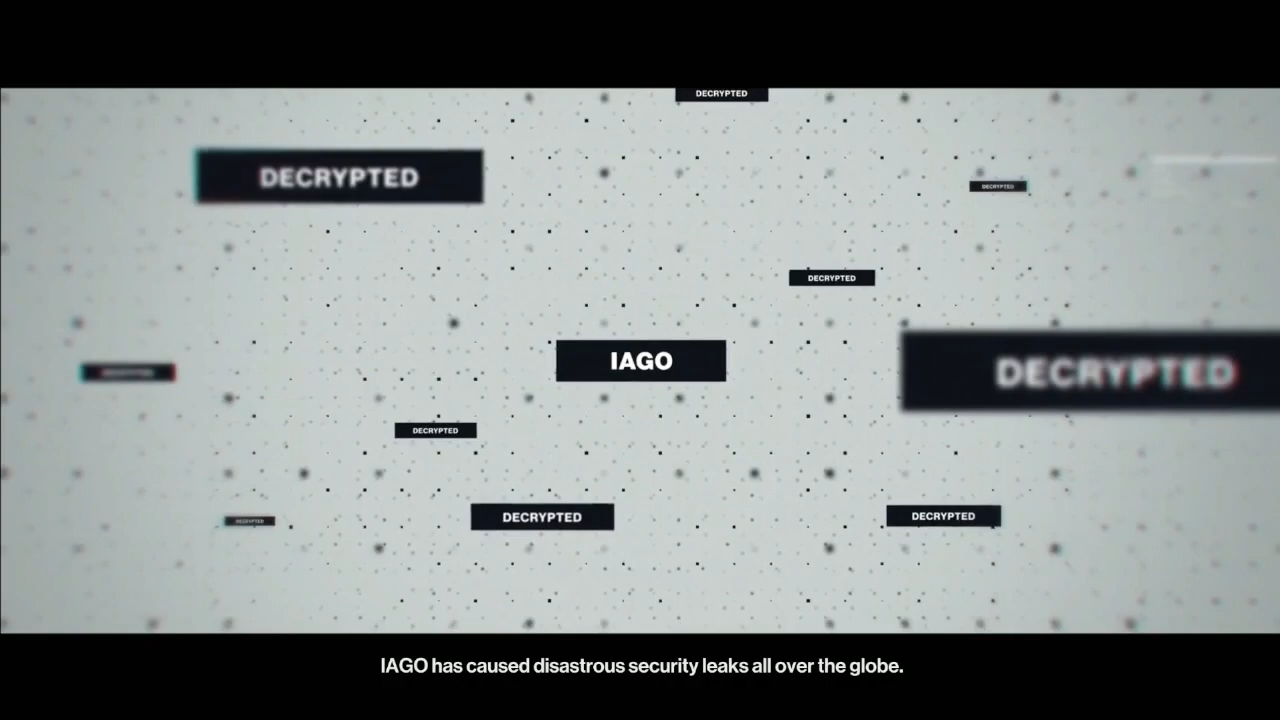 DECRYPTED
DECRYPTED
DECRYPTED
DECRYPTED
IAGO
DECRYPTED
DECRYPTED
DECRYPTED
DECRYPTED
DECRYPTED
IAGO has caused disastrous security leaks all over the globe.